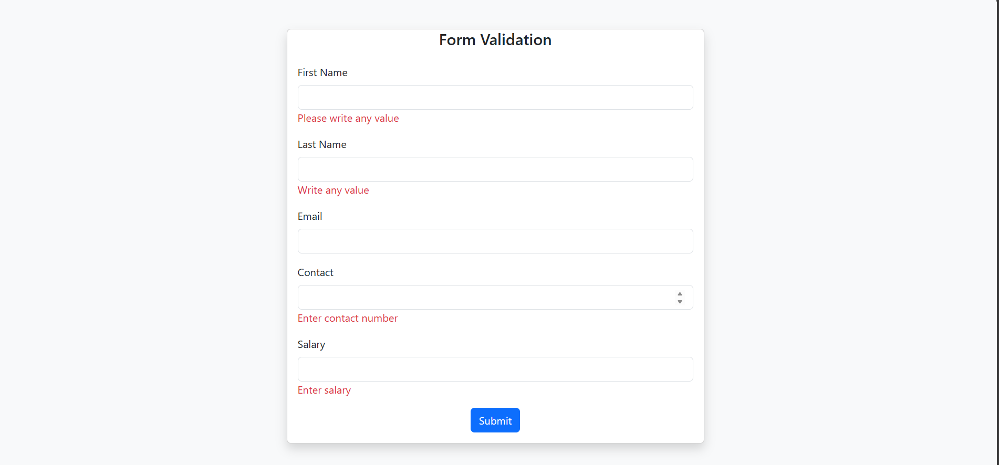 Form Validation
First Name
Please write any value
Last Name
Write any value
Email
Contact
Enter contact number
Salary
Enter salary
Submit